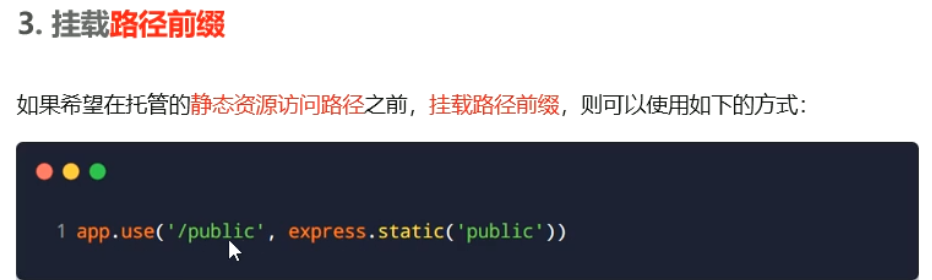 3. 挂载路径前缀
如果希望在托管的静态资源访问路径之前，挂载路径前缀，则可以使用如下的方式：
1 app.use('/public', express.static('public'))